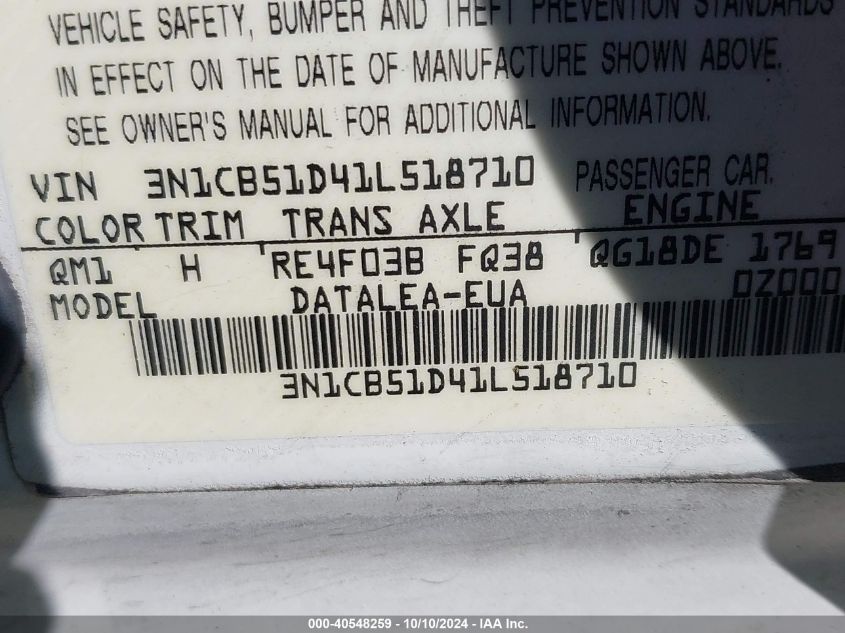 VEHICLE SAFETY, BUMPER AND THEFT PREVENTION STANDARDS
IN EFFECT ON THE DATE OF MANUFACTURE SHOWN ABOVE.
SEE OWNER'S MANUAL FOR ADDITIONAL INFORMATION.
VIN 3N1CB51D41L518710 PASSENGER CAR.
COLOR TRIM TRANS AXLE ENGINE
QM1 H RE4F03B FQ38 QG18DE 1769
MODEL DATALEA-EUA 0Z000
3N1CB51D41L518710
000-40548259 - 10/10/2024 - IAA Inc.